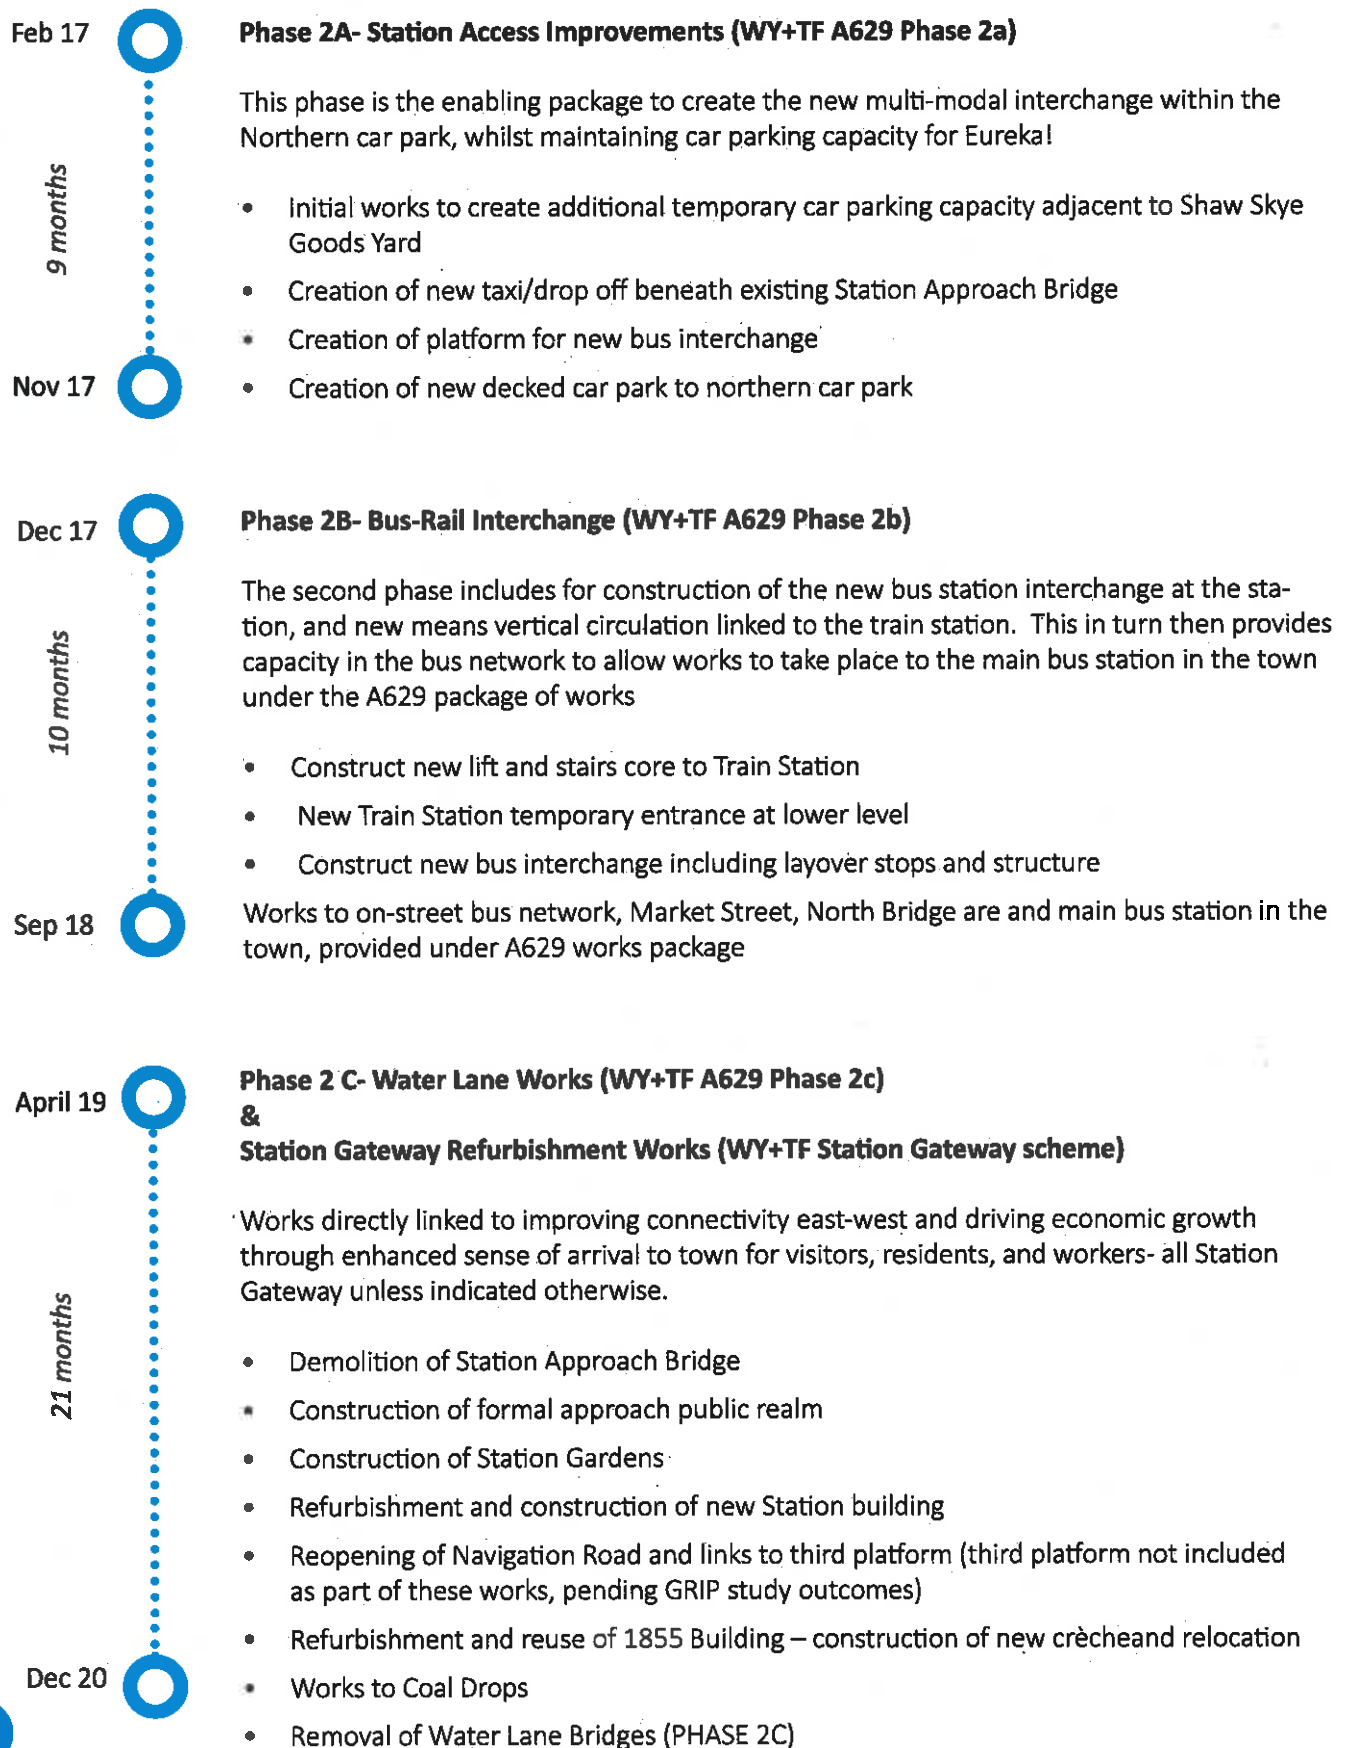 Feb 17
Phase 2A- Station Access Improvements (WY+TF A629 Phase 2a)
This phase is the enabling package to create the new multi-modal interchange within the
Northern car park, whilst maintaining car parking capacity for Eureka!
9 months
• Initial works to create additional temporary car parking capacity adjacent to Shaw Skye
Goods Yard
• Creation of new taxi/drop off beneath existing Station Approach Bridge
• Creation of platform for new bus interchange
Nov 17
• Creation of new decked car park to northern car park
Dec 17
Phase 2B- Bus-Rail Interchange (WY+TF A629 Phase 2b)
The second phase includes for construction of the new bus station interchange at the sta-
tion, and new means vertical circulation linked to the train station. This in turn then provides
capacity in the bus network to allow works to take place to the main bus station in the town
under the A629 package of works
10 months
• Construct new lift and stairs core to Train Station
• New Train Station temporary entrance at lower level
• Construct new bus interchange including layover stops and structure
Sep 18
Works to on-street bus network, Market Street, North Bridge are and main bus station in the
town, provided under A629 works package
April 19
Phase 2 C- Water Lane Works (WY+TF A629 Phase 2c)
&
Station Gateway Refurbishment Works (WY+TF Station Gateway scheme)
Works directly linked to improving connectivity east-west and driving economic growth
through enhanced sense of arrival to town for visitors, residents, and workers- all Station
Gateway unless indicated otherwise.
21 months
• Demolition of Station Approach Bridge
• Construction of formal approach public realm
• Construction of Station Gardens
• Refurbishment and construction of new Station building
• Reopening of Navigation Road and links to third platform (third platform not included
as part of these works, pending GRIP study outcomes)
• Refurbishment and reuse of 1855 Building – construction of new crècheand relocation
Dec 20
• Works to Coal Drops
• Removal of Water Lane Bridges (PHASE 2C)